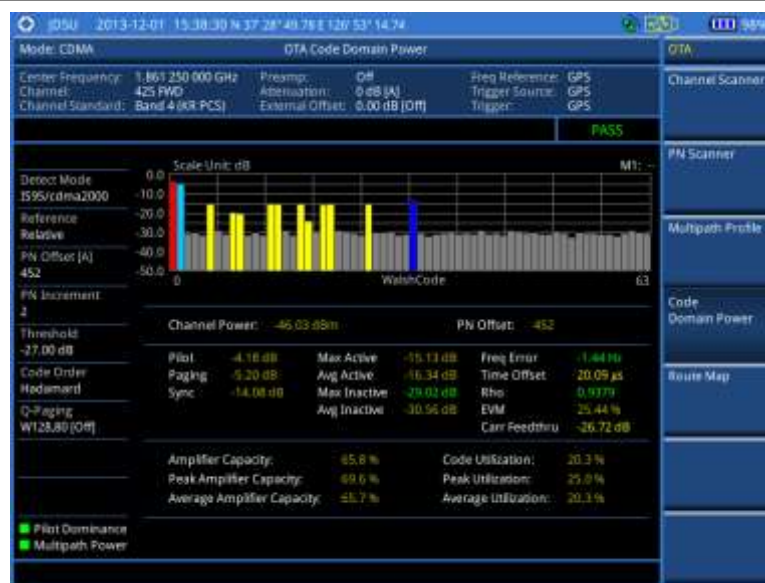 JDSU 2013-12-01 15:38:30 N 37° 28' 49.78 E 126° 53' 14.74 98%
Mode: CDMA OTA Code Domain Power OTA
Center Frequency: 1.861 250 000 GHz Preamp: Off Freq Reference: GPS
Channel: 425 FWD Attenuation: 0 dB [A] Trigger Source: GPS
Channel Standard: Band 4 (KR PCS) External Offset: 0.00 dB [Off] Trigger: GPS
Channel Scanner
PASS
PN Scanner
Scale Unit: dB M1: --
Detect Mode
IS95/cdma2000
Reference
Relative
PN Offset [A]
452
PN Increment
2
Threshold
-27.00 dB
Code Order
Hadamard
Q-Paging
W128,80 [Off]
0.0
-10.0
-20.0
-30.0
-40.0
-50.0
0 WalshCode 63
Multipath Profile
Code
Domain Power
Route Map
Channel Power: -46.03 dBm PN Offset: 452
Pilot -4.18 dB Max Active -15.13 dB Freq Error -1.44 Hz
Paging -5.20 dB Avg Active -16.34 dB Time Offset 20.09 µs
Sync -14.08 dB Max Inactive -29.02 dB Rho 0.9379
Avg Inactive -30.56 dB EVM 25.44 %
Carr Feedthru -26.72 dB
Amplifier Capacity: 65.8 % Code Utilization: 20.3 %
Peak Amplifier Capacity: 69.6 % Peak Utilization: 25.0 %
Average Amplifier Capacity: 65.7 % Average Utilization: 20.3 %
Pilot Dominance
Multipath Power